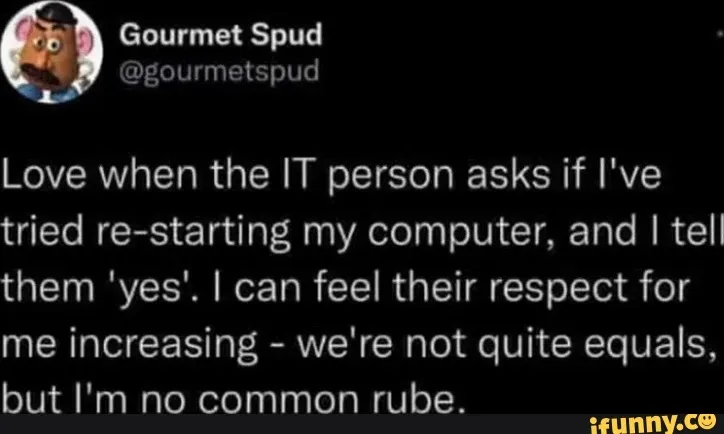 Gourmet Spud
@gourmetspud
Love when the IT person asks if I've
tried re-starting my computer, and I tell
them 'yes'. I can feel their respect for
me increasing - we're not quite equals,
but I'm no common rube.
ifunny.co